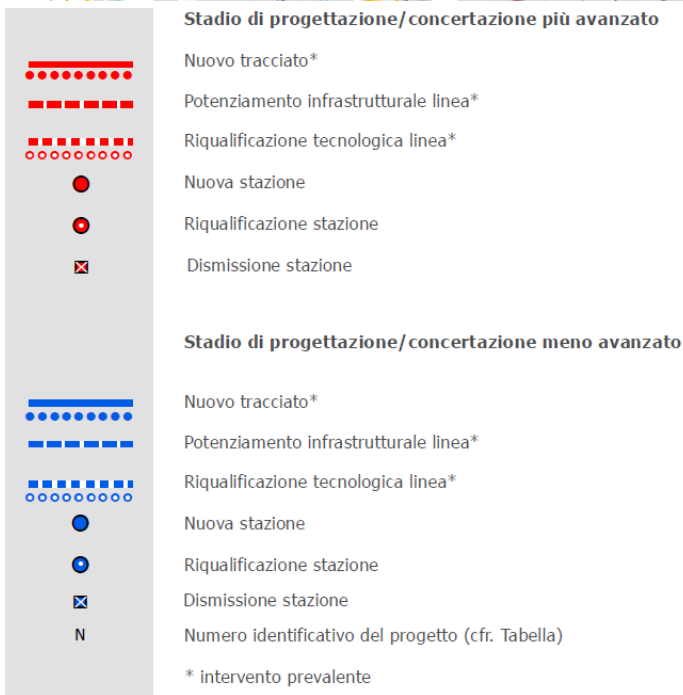 Stadio di progettazione/concertazione più avanzato
Nuovo tracciato*
Potenziamento infrastrutturale linea*
Riqualificazione tecnologica linea*
Nuova stazione
Riqualificazione stazione
Dismissione stazione
Stadio di progettazione/concertazione meno avanzato
Nuovo tracciato*
Potenziamento infrastrutturale linea*
Riqualificazione tecnologica linea*
Nuova stazione
Riqualificazione stazione
Dismissione stazione
N Numero identificativo del progetto (cfr. Tabella)
* intervento prevalente